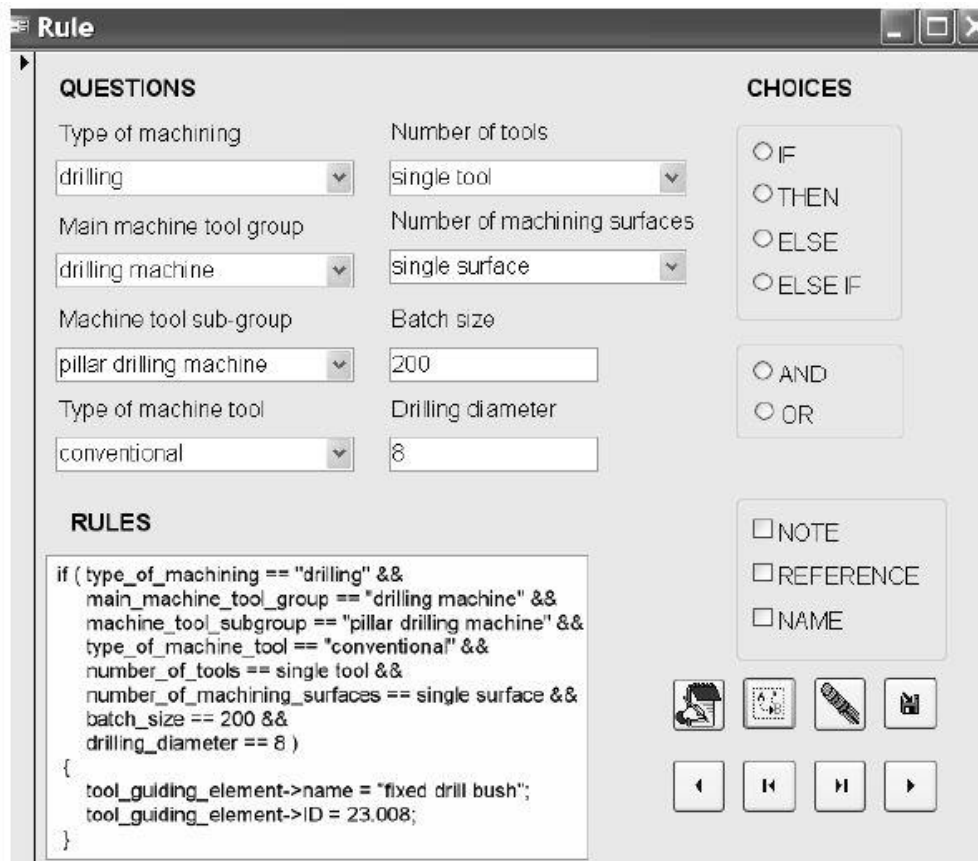 Rule
QUESTIONS
Type of machining
drilling
Main machine tool group
drilling machine
Machine tool sub-group
pillar drilling machine
Type of machine tool
conventional
Number of tools
single tool
Number of machining surfaces
single surface
Batch size
200
Drilling diameter
8
CHOICES
IF
THEN
ELSE
ELSE IF
AND
OR
NOTE
REFERENCE
NAME
RULES
if ( type_of_machining == "drilling" &&
main_machine_tool_group == "drilling machine" &&
machine_tool_subgroup == "pillar drilling machine" &&
type_of_machine_tool == "conventional" &&
number_of_tools == single tool &&
number_of_machining_surfaces == single surface &&
batch_size == 200 &&
drilling_diameter == 8 )
{
tool_guiding_element->name = "fixed drill bush";
tool_guiding_element->ID = 23.008;
}